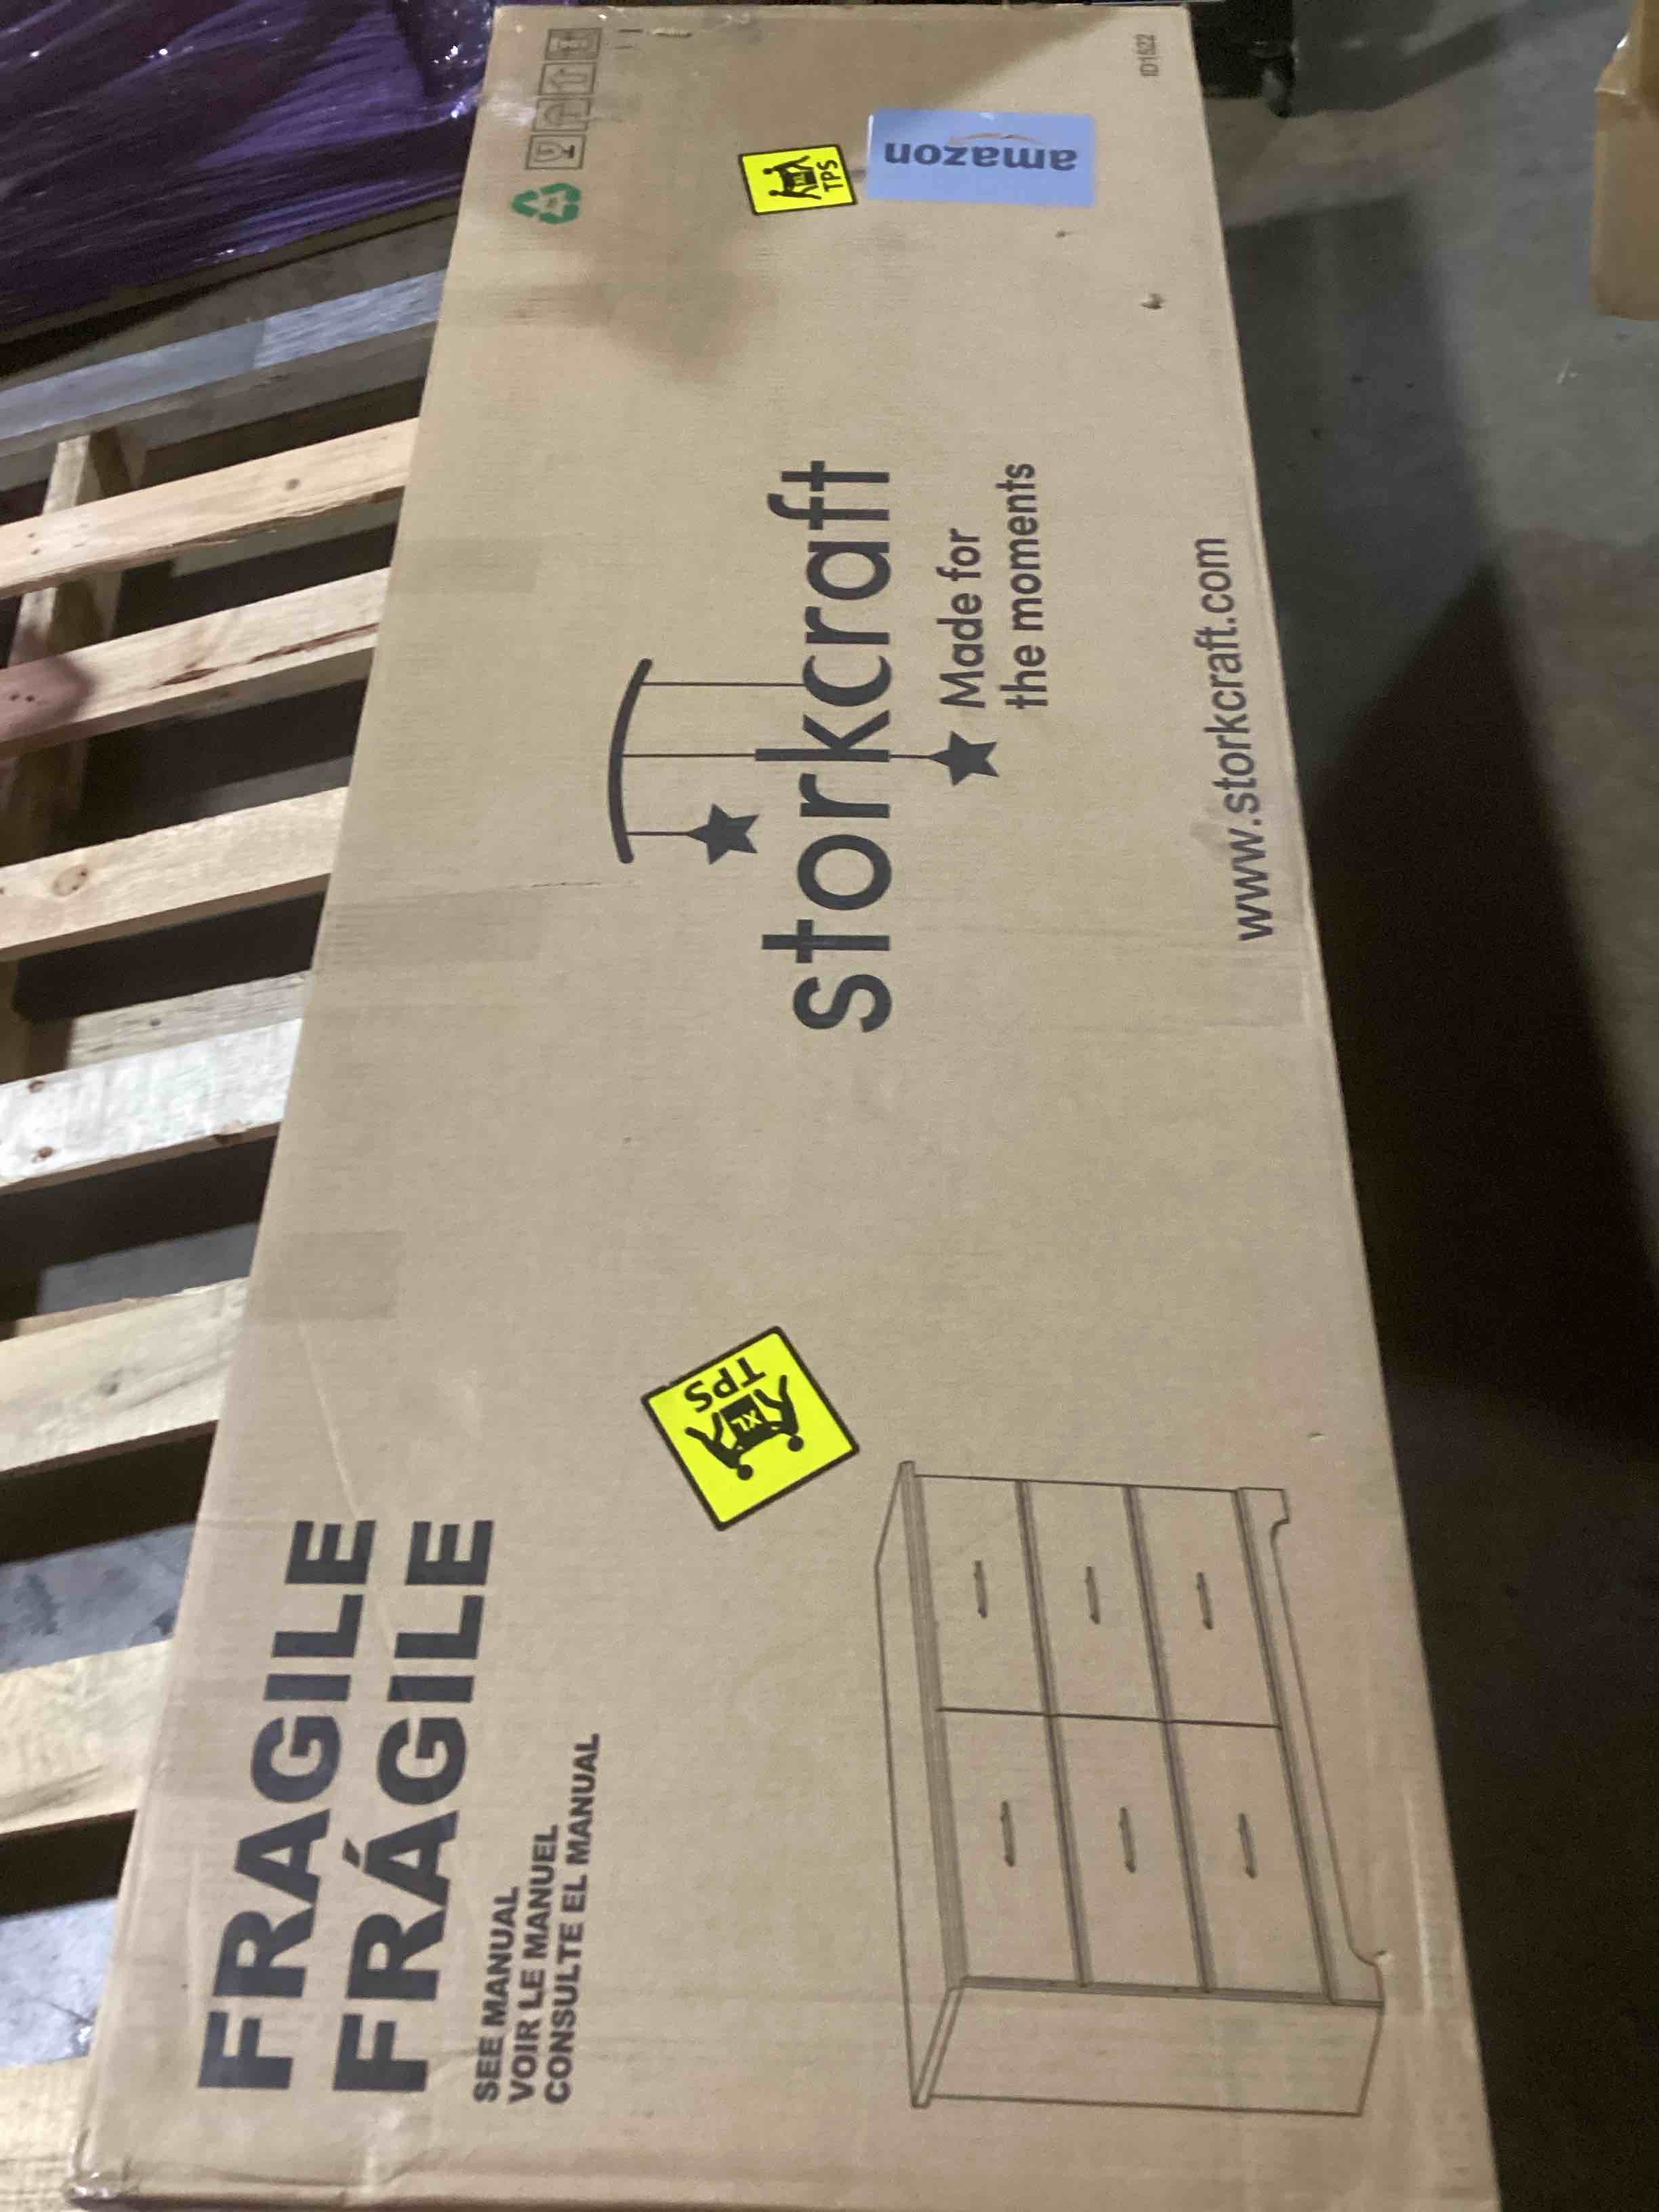 FRAGILE
FRÁGILE
SEE MANUAL
VOIR LE MANUEL
CONSULTE EL MANUAL
XL
TPS
storkcraft
Made for
the moments
www.storkcraft.com
TPS
amazon
ID1522